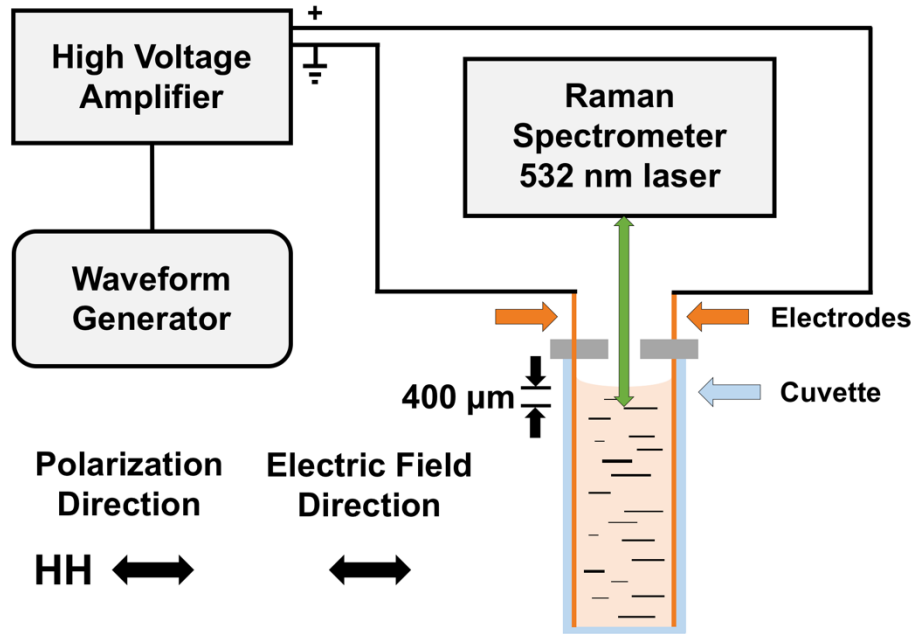 +
High Voltage
Amplifier
Raman
Spectrometer
532 nm laser
Waveform
Generator
Electrodes
400 µm
Cuvette
Polarization
Direction
Electric Field
Direction
HH